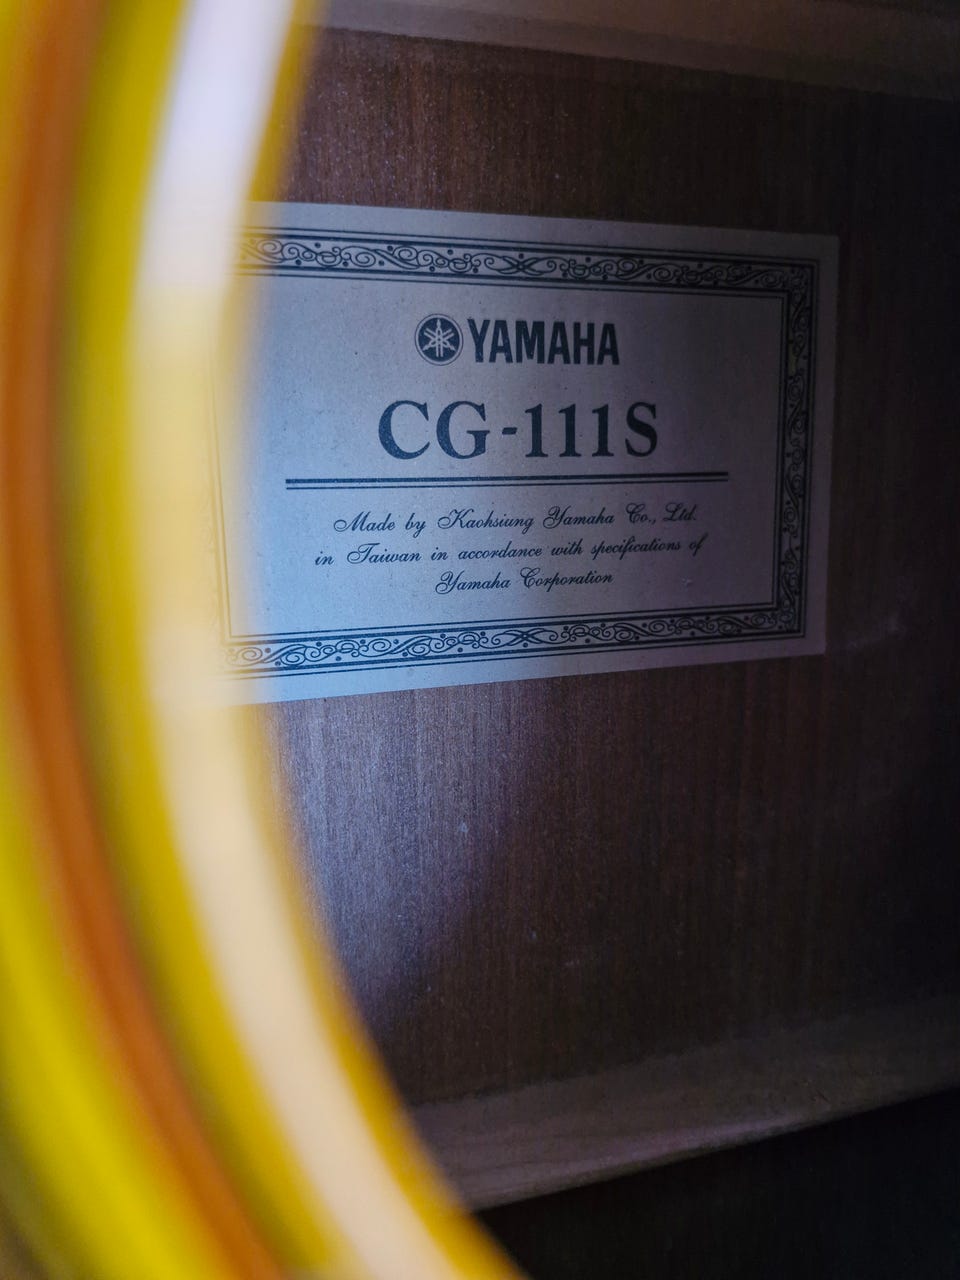 YAMAHA
CG-111S
Made by Kaohsiung Yamaha Co., Ltd.
in Taiwan in accordance with specifications of
Yamaha Corporation